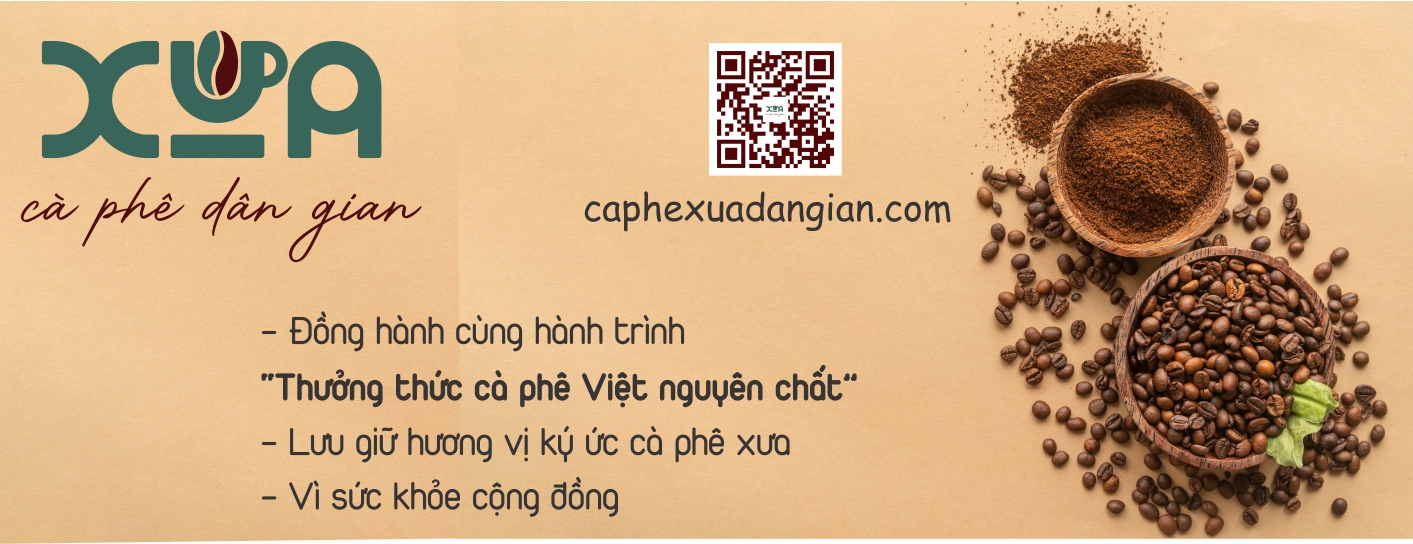 XƯA
cà phê dân gian
caphexuadangian.com
- Đồng hành cùng hành trình
"Thưởng thức cà phê Việt nguyên chất"
- Lưu giữ hương vị ký ức cà phê xưa
- Vì sức khỏe cộng đồng